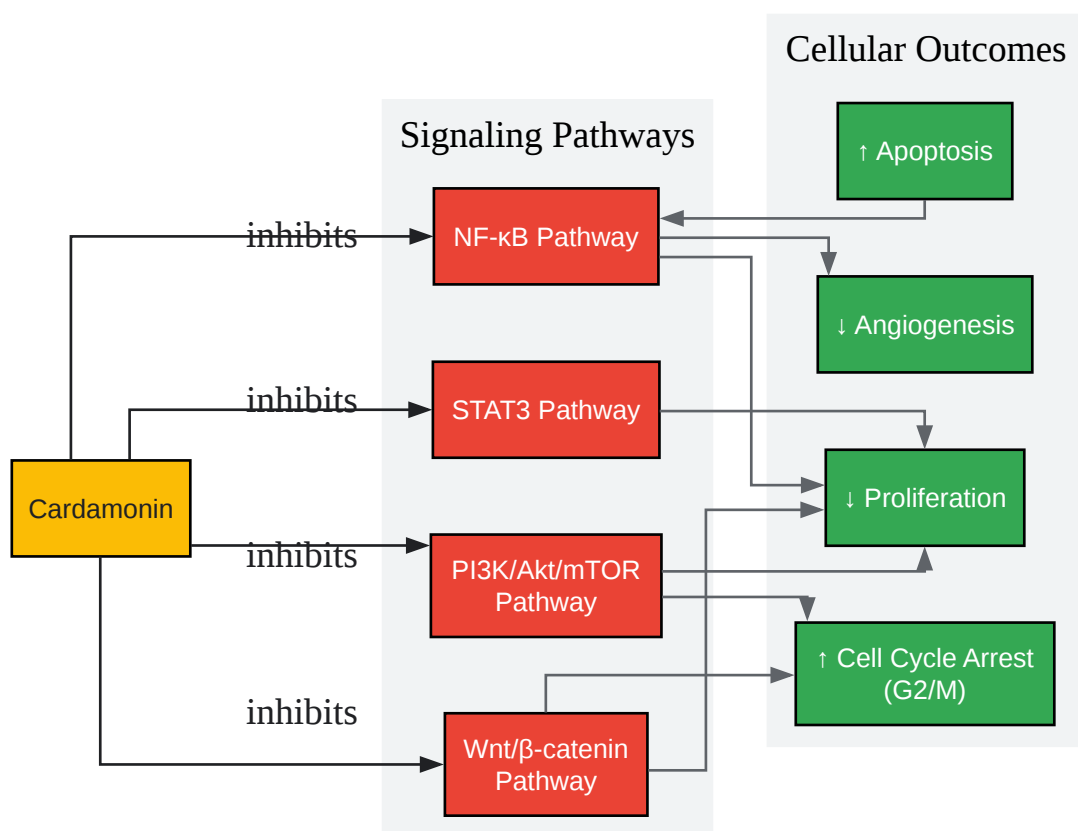 Cellular Outcomes
Signaling Pathways
↑ Apoptosis
inhibits
NF-κB Pathway
↓ Angiogenesis
inhibits
STAT3 Pathway
Cardamonin
↓ Proliferation
inhibits
PI3K/Akt/mTOR
Pathway
↑ Cell Cycle Arrest
(G2/M)
inhibits
Wnt/β-catenin
Pathway